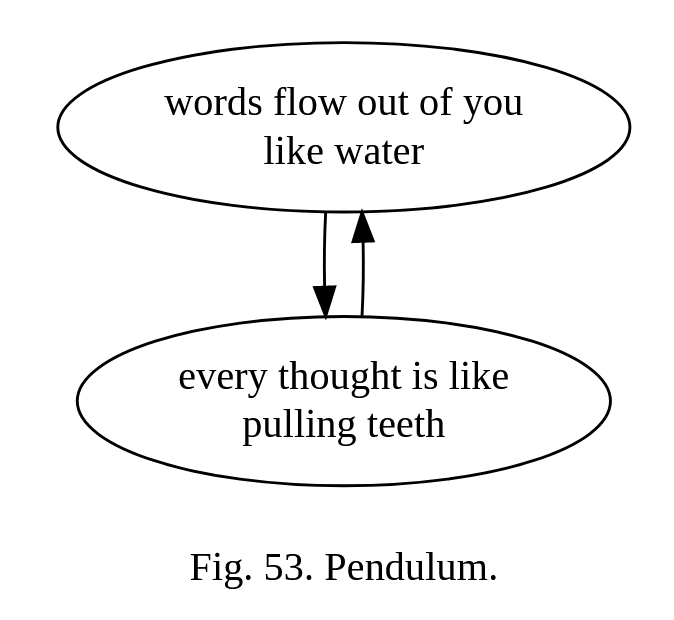 words flow out of you
like water
every thought is like
pulling teeth
Fig. 53. Pendulum.